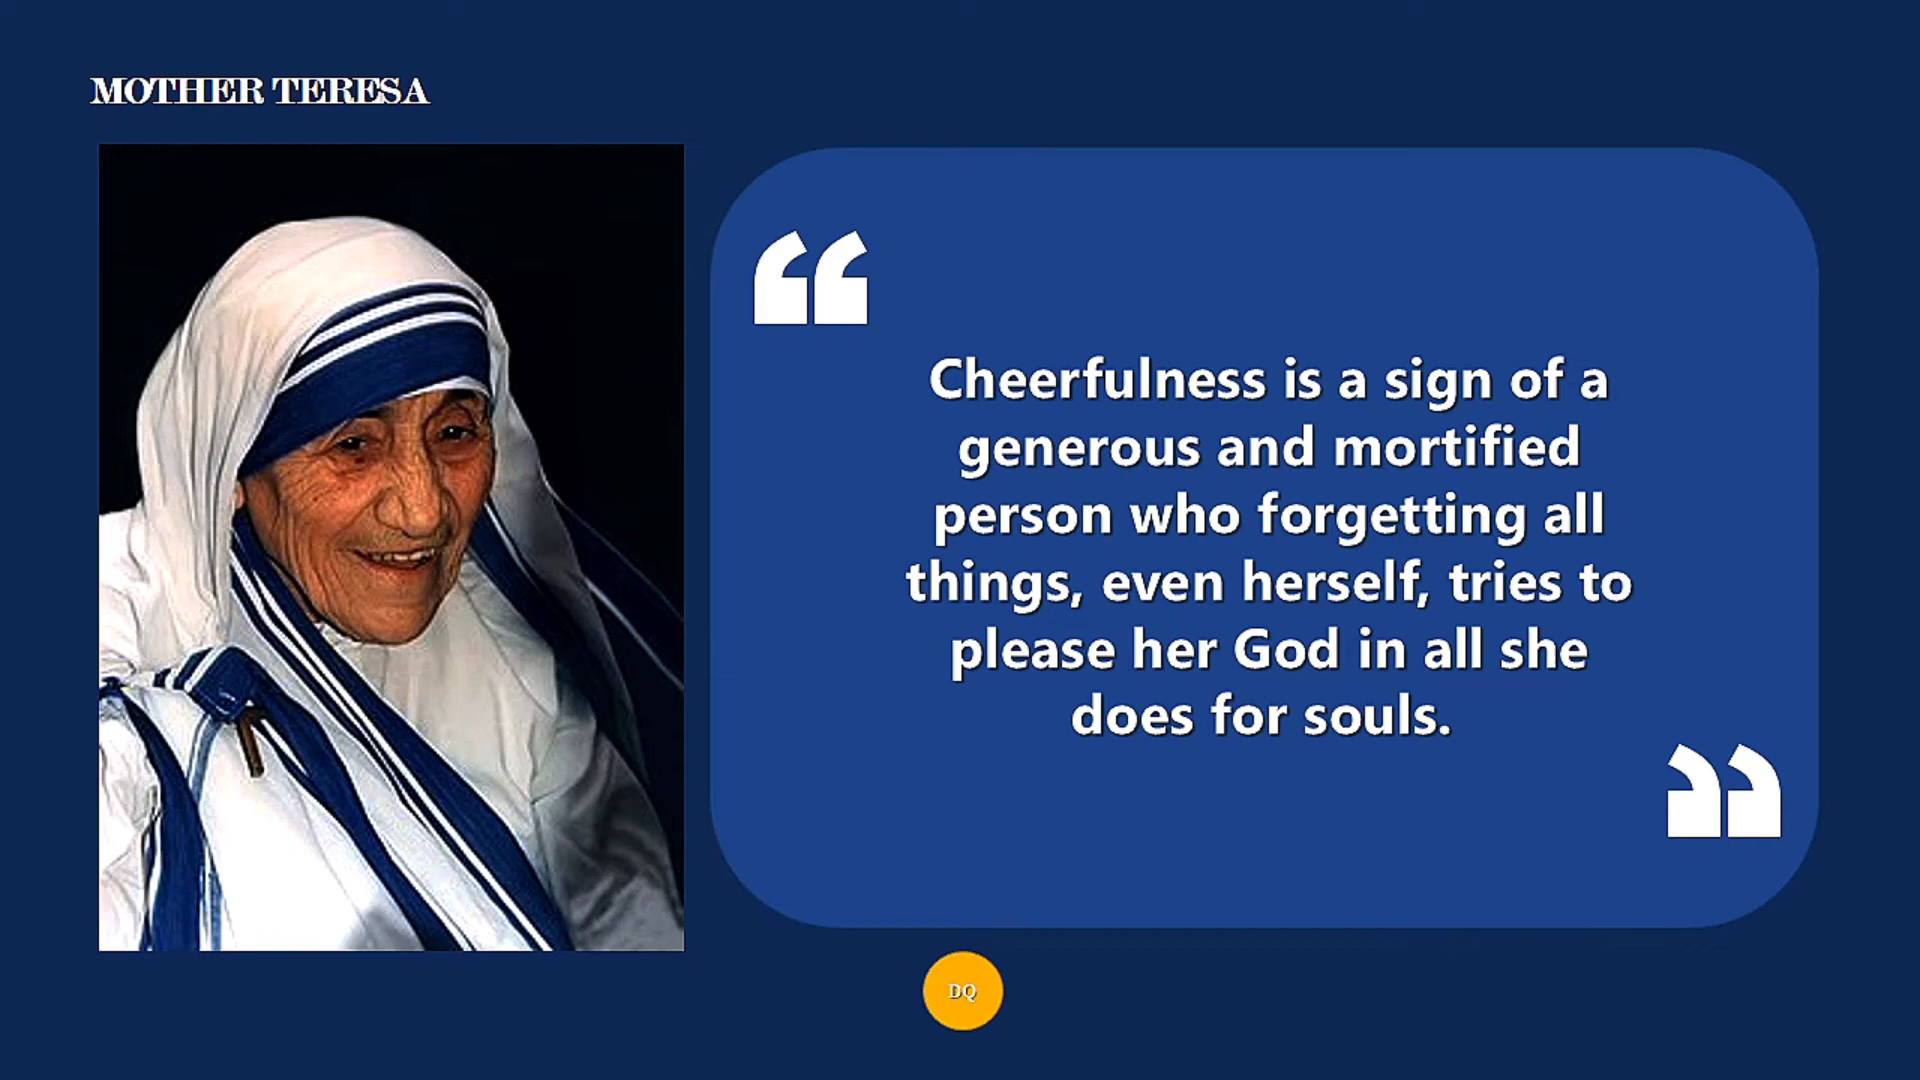 MOTHER TERESA
Cheerfulness is a sign of a
generous and mortified
person who forgetting all
things, even herself, tries to
please her God in all she
does for souls.
DQ